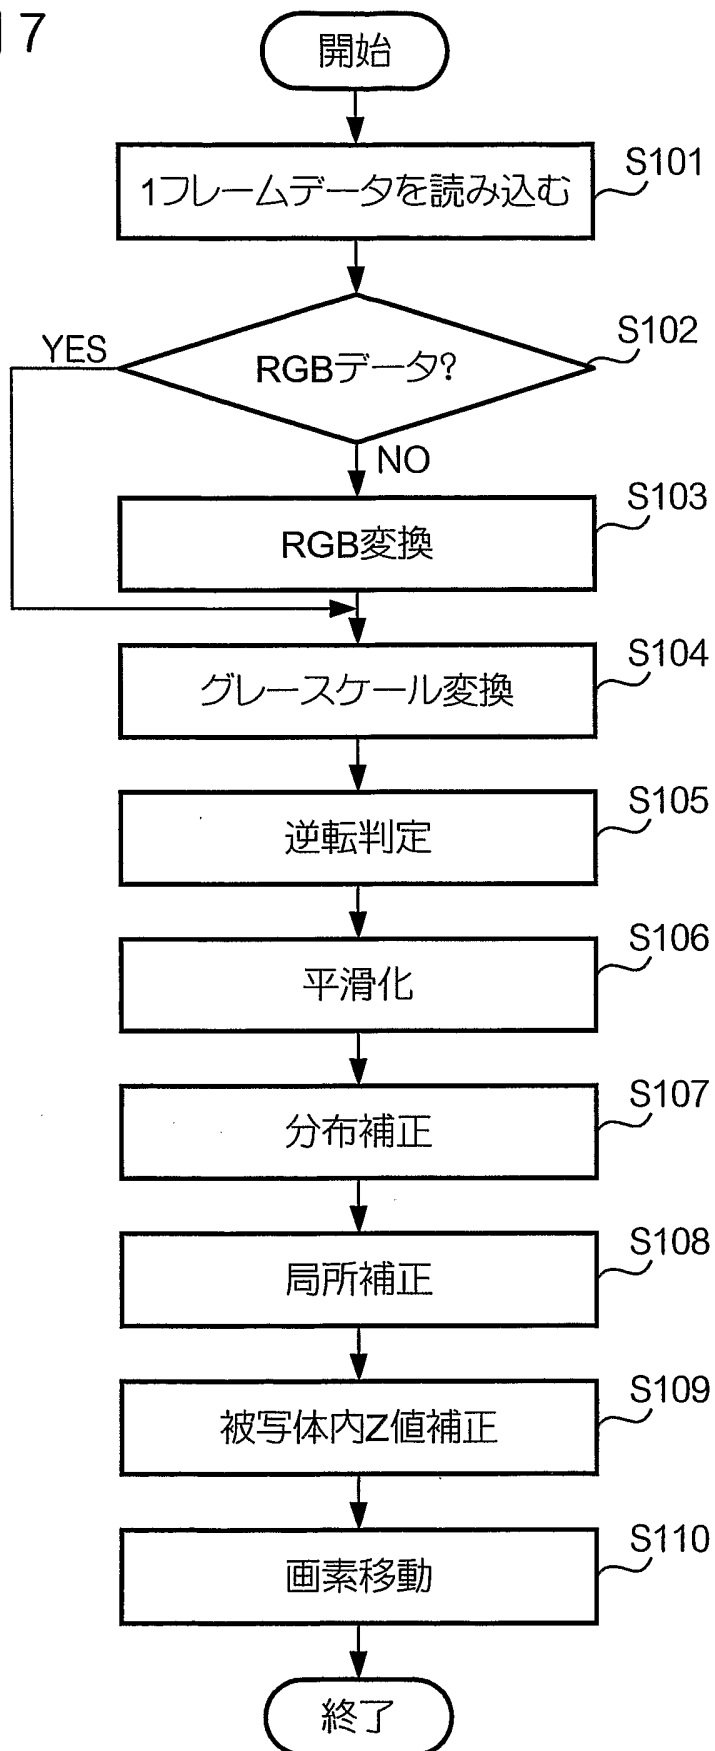 7
開始
1フレームデータを読み込む
S101
RGBデータ?
S102
YES
NO
RGB変換
S103
グレースケール変換
S104
逆転判定
S105
平滑化
S106
分布補正
S107
局所補正
S108
被写体内Z値補正
S109
画素移動
S110
終了